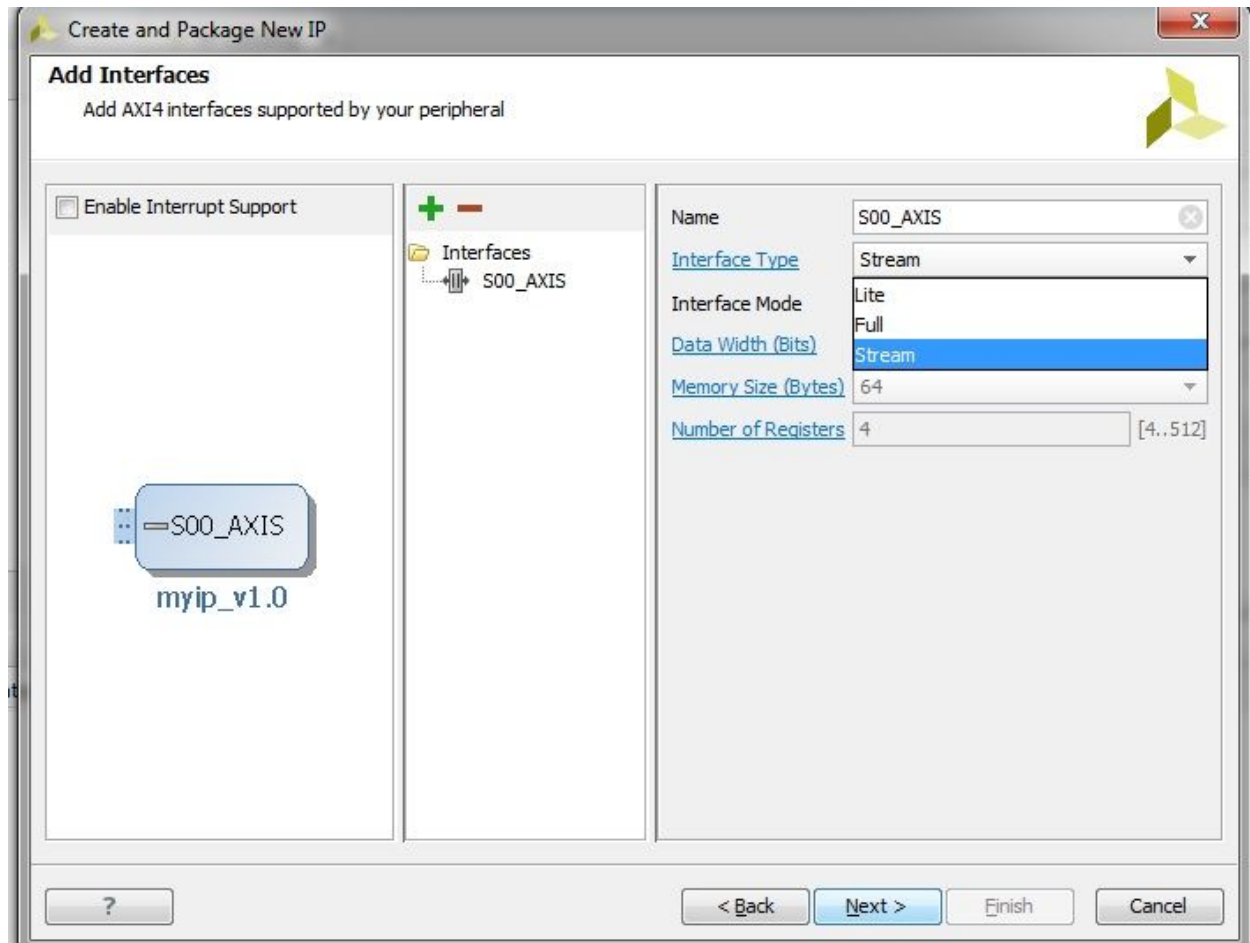 Create and Package New IP
Add Interfaces
Add AXI4 interfaces supported by your peripheral
Enable Interrupt Support
S00_AXIS
myip_v1.0
Interfaces
S00_AXIS
Name S00_AXIS
Interface Type Stream
Interface Mode
Lite
Full
Data Width (Bits)
Stream
Memory Size (Bytes) 64
Number of Registers 4 [4..512]
? < Back Next > Finish Cancel